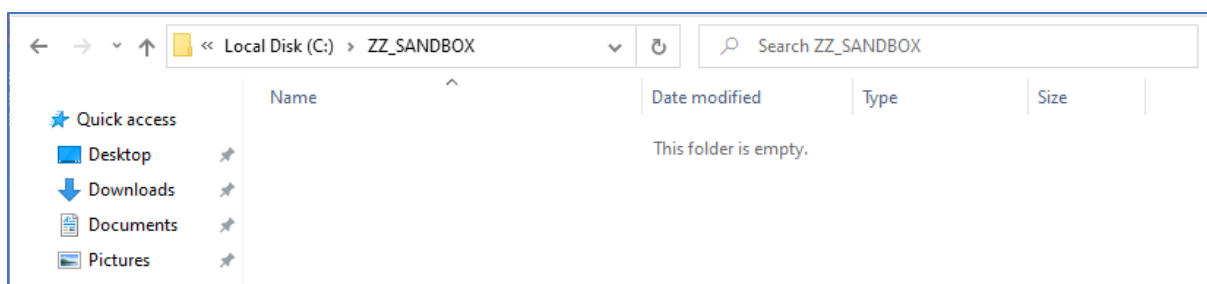 « Local Disk (C:) › ZZ_SANDBOX Search ZZ_SANDBOX
Name Date modified Type Size
Quick access
This folder is empty.
Desktop
Downloads
Documents
Pictures